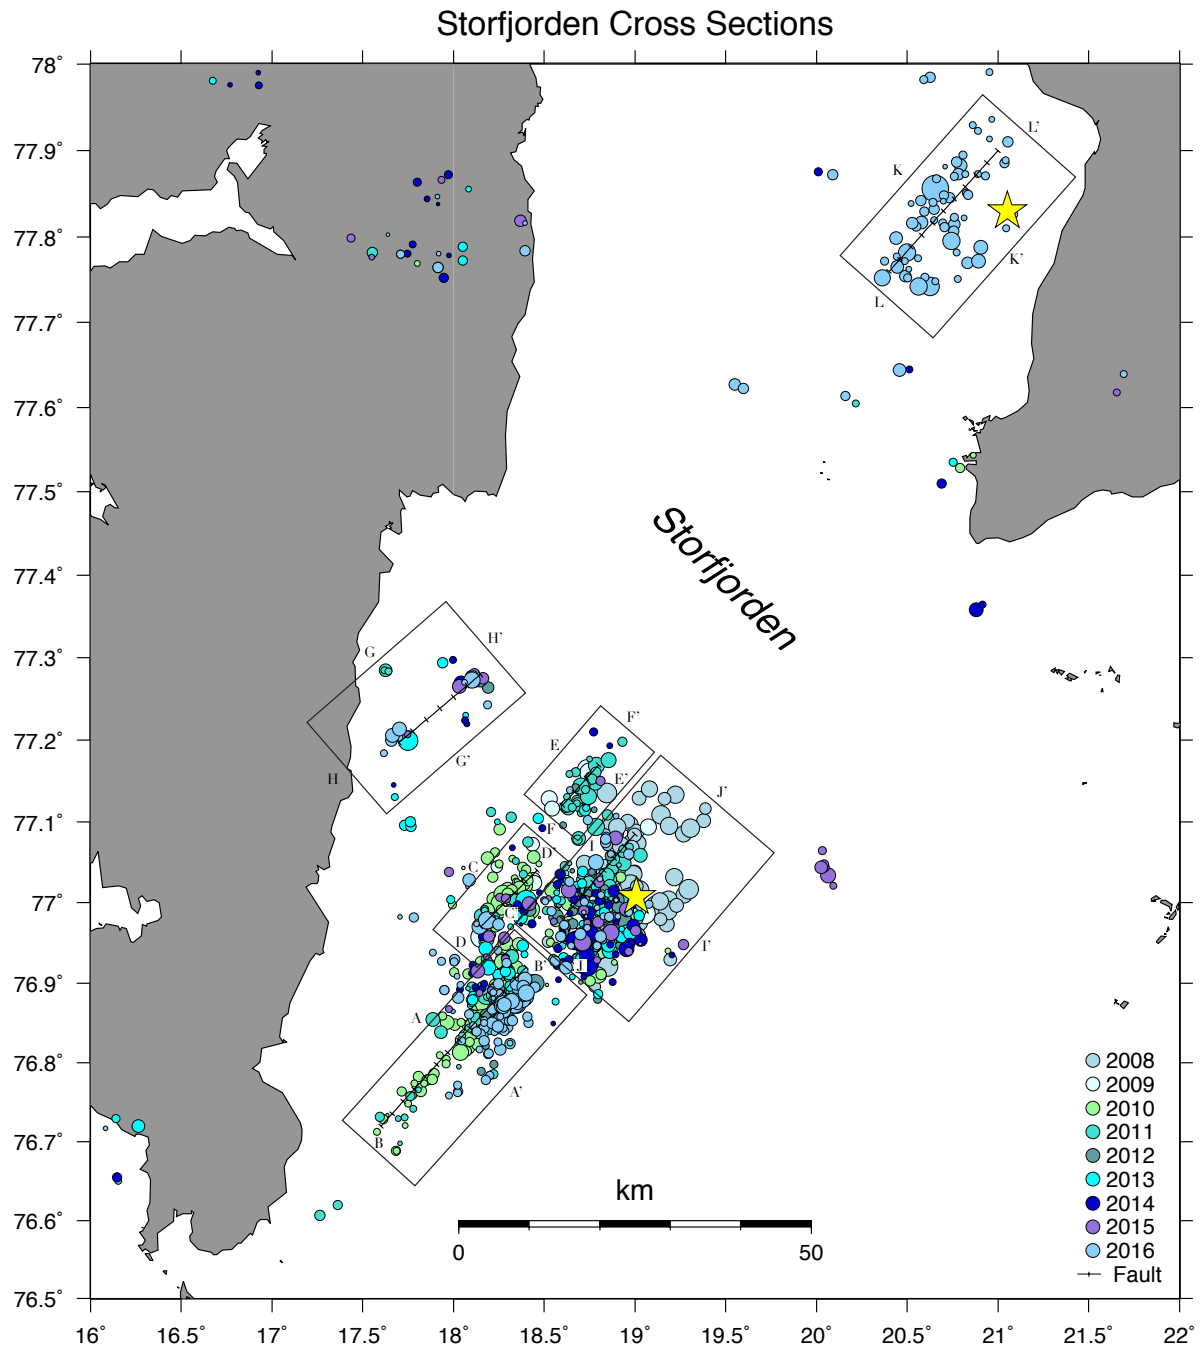 Storfjorden Cross Sections
78˚
77.9˚
77.8˚
77.7˚
77.6˚
77.5˚
77.4˚
77.3˚
77.2˚
77.1˚
77˚
76.9˚
76.8˚
76.7˚
76.6˚
76.5˚
L'
K
K'
L
Storfjorden
H'
G
G'
H
F'
E
E'
J'
F
I
D'
C
C'
D
I'
B'
J
A
A'
B
2008
2009
2010
2011
2012
2013
2014
2015
2016
Fault
km
0 50
16˚ 16.5˚ 17˚ 17.5˚ 18˚ 18.5˚ 19˚ 19.5˚ 20˚ 20.5˚ 21˚ 21.5˚ 22˚